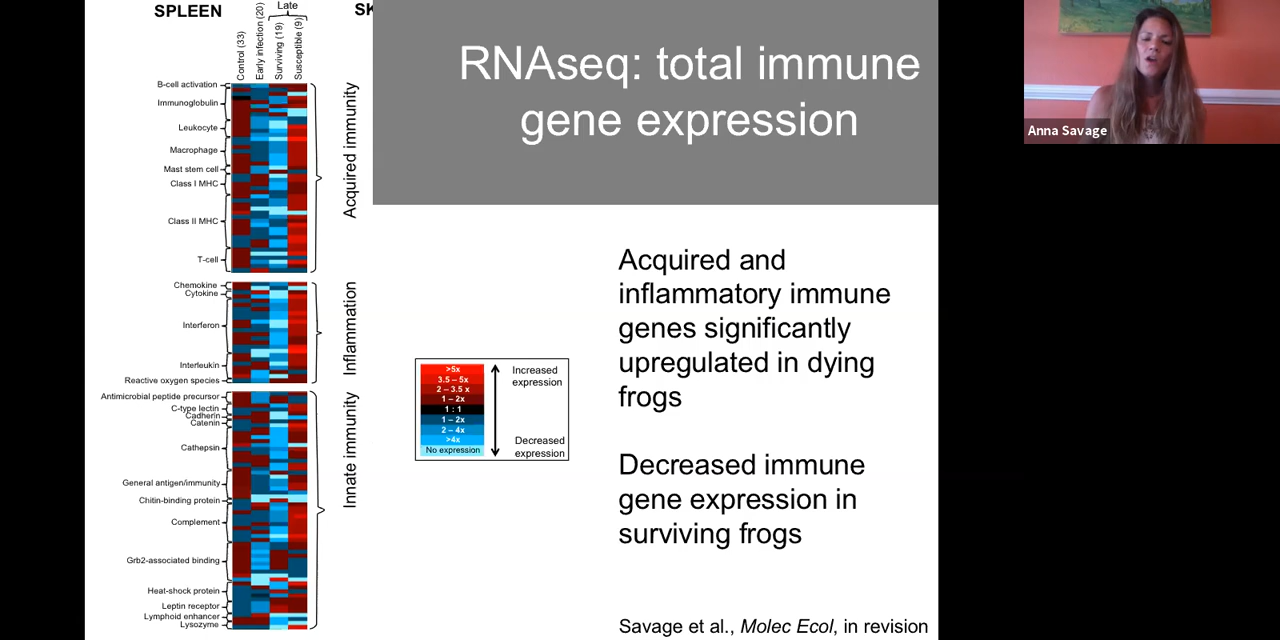 SPLEEN
SK
Late
Control (33)
Early infection (20)
Surviving (19)
Susceptible (9)
B-cell activation
Immunoglobulin
Leukocyte
Macrophage
Mast stem cell
Class I MHC
Class II MHC
T-cell
Acquired immunity
Chemokine
Cytokine
Interferon
Interleukin
Reactive oxygen species
Inflammation
Antimicrobial peptide precursor
C-type lectin
Cadherin
Catenin
Cathepsin
General antigen/immunity
Chitin-binding protein
Complement
Grb2-associated binding
Heat-shock protein
Leptin receptor
Lymphoid enhancer
Lysozyme
Innate immunity
RNAseq: total immune
gene expression
>5x
3.5 – 5x
2 – 3.5 x
1 – 2x
1 : 1
1 – 2x
2 – 4x
>4x
No expression
Increased
expression
Decreased
expression
Acquired and
inflammatory immune
genes significantly
upregulated in dying
frogs
Decreased immune
gene expression in
surviving frogs
Savage et al., Molec Ecol, in revision
Anna Savage